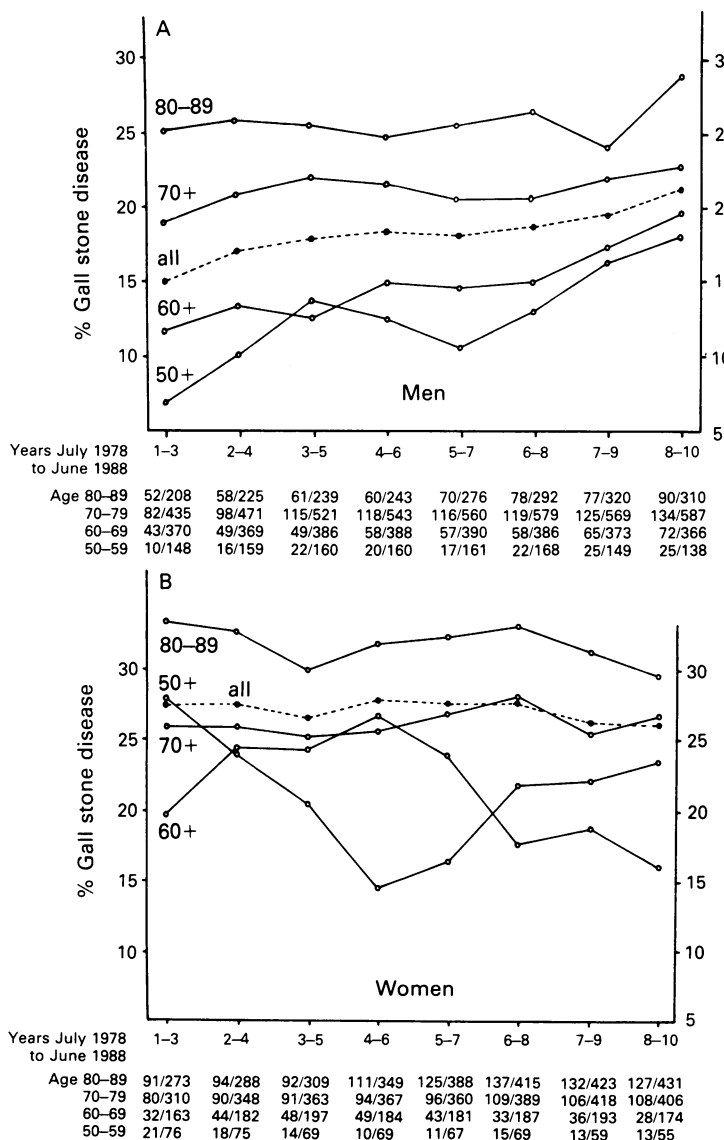 A
% Gall stone disease
30
25
20
15
10
3
2
2
1
10
5
80–89
70+
all
60+
50+
Men
Years July 1978 to June 1988
1–3 2–4 3–5 4–6 5–7 6–8 7–9 8–10
Age 80–89 52/208 58/225 61/239 60/243 70/276 78/292 77/320 90/310
70–79 82/435 98/471 115/521 118/543 116/560 119/579 125/569 134/587
60–69 43/370 49/369 49/386 58/388 57/390 58/386 65/373 72/366
50–59 10/148 16/159 22/160 20/160 17/161 22/168 25/149 25/138
B
% Gall stone disease
30
25
20
15
10
30
25
20
15
10
5
80–89
50+
all
70+
60+
Women
Years July 1978 to June 1988
1–3 2–4 3–5 4–6 5–7 6–8 7–9 8–10
Age 80–89 91/273 94/288 92/309 111/349 125/388 137/415 132/423 127/431
70–79 80/310 90/348 91/363 94/367 96/360 109/389 106/418 108/406
60–69 32/163 44/182 48/197 49/184 43/181 33/187 36/193 28/174
50–59 21/76 18/75 14/69 10/69 11/67 15/69 13/59 13/55